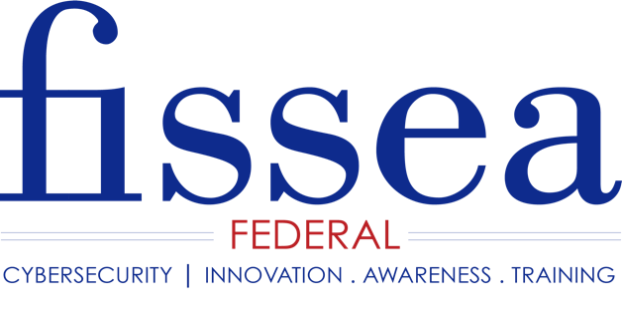 fissea
FEDERAL
CYBERSECURITY | INNOVATION . AWARENESS . TRAINING